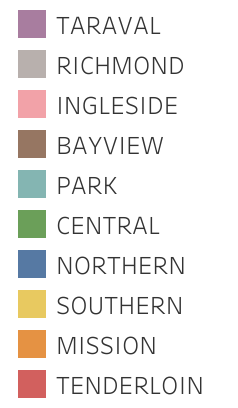 TARAVAL
RICHMOND
INGLESIDE
BAYVIEW
PARK
CENTRAL
NORTHERN
SOUTHERN
MISSION
TENDERLOIN